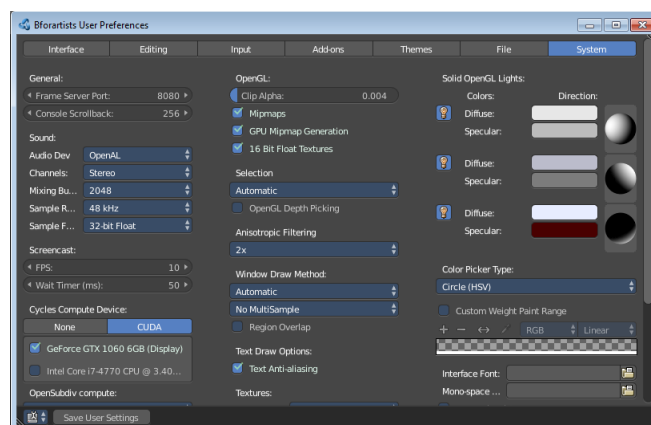 Bforartists User Preferences
Interface Editing Input Add-ons Themes File System
General:
Frame Server Port: 8080
Console Scrollback: 256
Sound:
Audio Dev OpenAL
Channels: Stereo
Mixing Bu... 2048
Sample R... 48 kHz
Sample F... 32-bit Float
Screencast:
FPS: 10
Wait Timer (ms): 50
Cycles Compute Device:
None CUDA
GeForce GTX 1060 6GB (Display)
Intel Core i7-4770 CPU @ 3.40...
OpenSubdiv compute:
OpenGL:
Clip Alpha: 0.004
Mipmaps
GPU Mipmap Generation
16 Bit Float Textures
Selection
Automatic
OpenGL Depth Picking
Anisotropic Filtering
2x
Window Draw Method:
Automatic
No MultiSample
Region Overlap
Text Draw Options:
Text Anti-aliasing
Textures:
Solid OpenGL Lights:
Colors: Direction:
Diffuse:
Specular:
Diffuse:
Specular:
Diffuse:
Specular:
Color Picker Type:
Circle (HSV)
Custom Weight Paint Range
RGB Linear
Interface Font:
Mono-space ...
Save User Settings